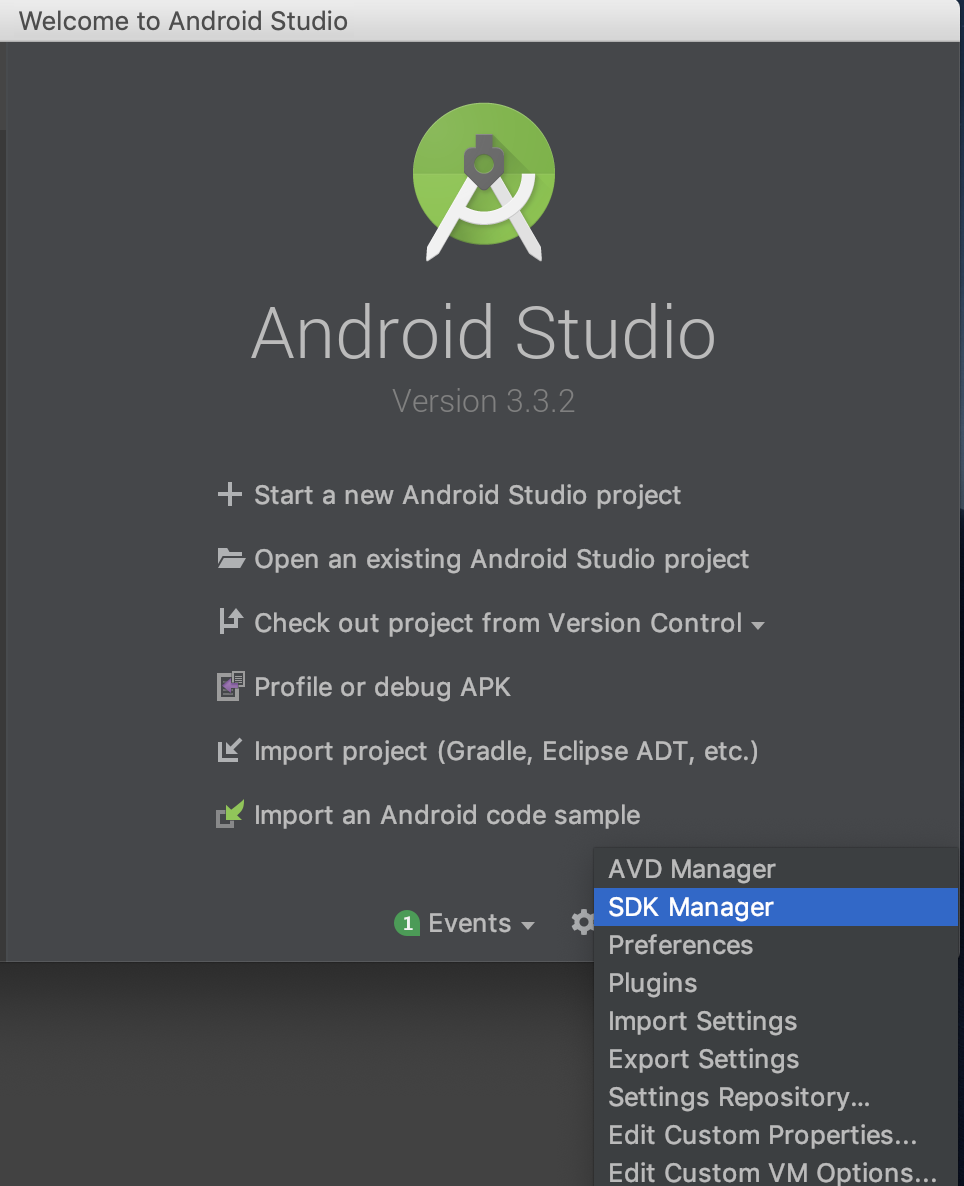 Welcome to Android Studio
Android Studio
Version 3.3.2
Start a new Android Studio project
Open an existing Android Studio project
Check out project from Version Control
Profile or debug APK
Import project (Gradle, Eclipse ADT, etc.)
Import an Android code sample
1 Events
AVD Manager
SDK Manager
Preferences
Plugins
Import Settings
Export Settings
Settings Repository...
Edit Custom Properties...
Edit Custom VM Options...